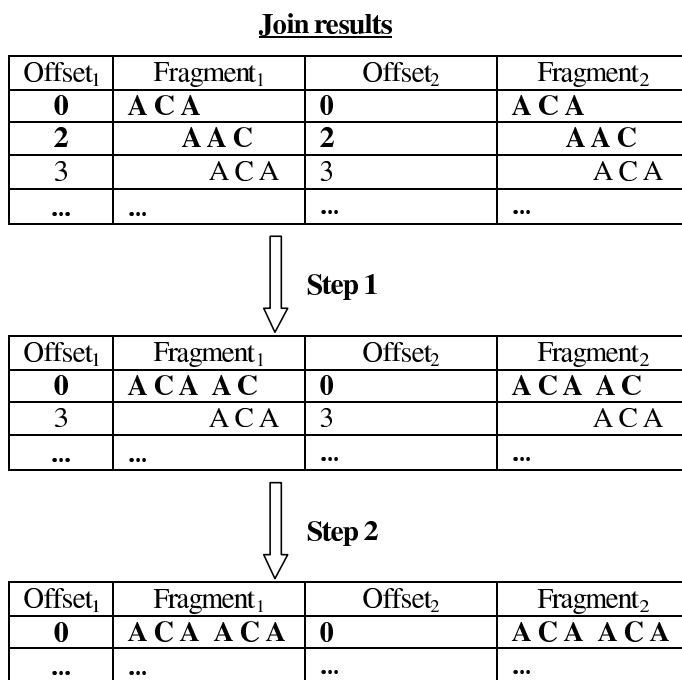 Join results
Offset₁ Fragment₁ Offset₂ Fragment₂
0 A C A 0 A C A
2 A A C 2 A A C
3 A C A 3 A C A
... ... ... ...
Step 1
Offset₁ Fragment₁ Offset₂ Fragment₂
0 A C A A C 0 A C A A C
3 A C A 3 A C A
... ... ... ...
Step 2
Offset₁ Fragment₁ Offset₂ Fragment₂
0 A C A A C A 0 A C A A C A
... ... ... ...